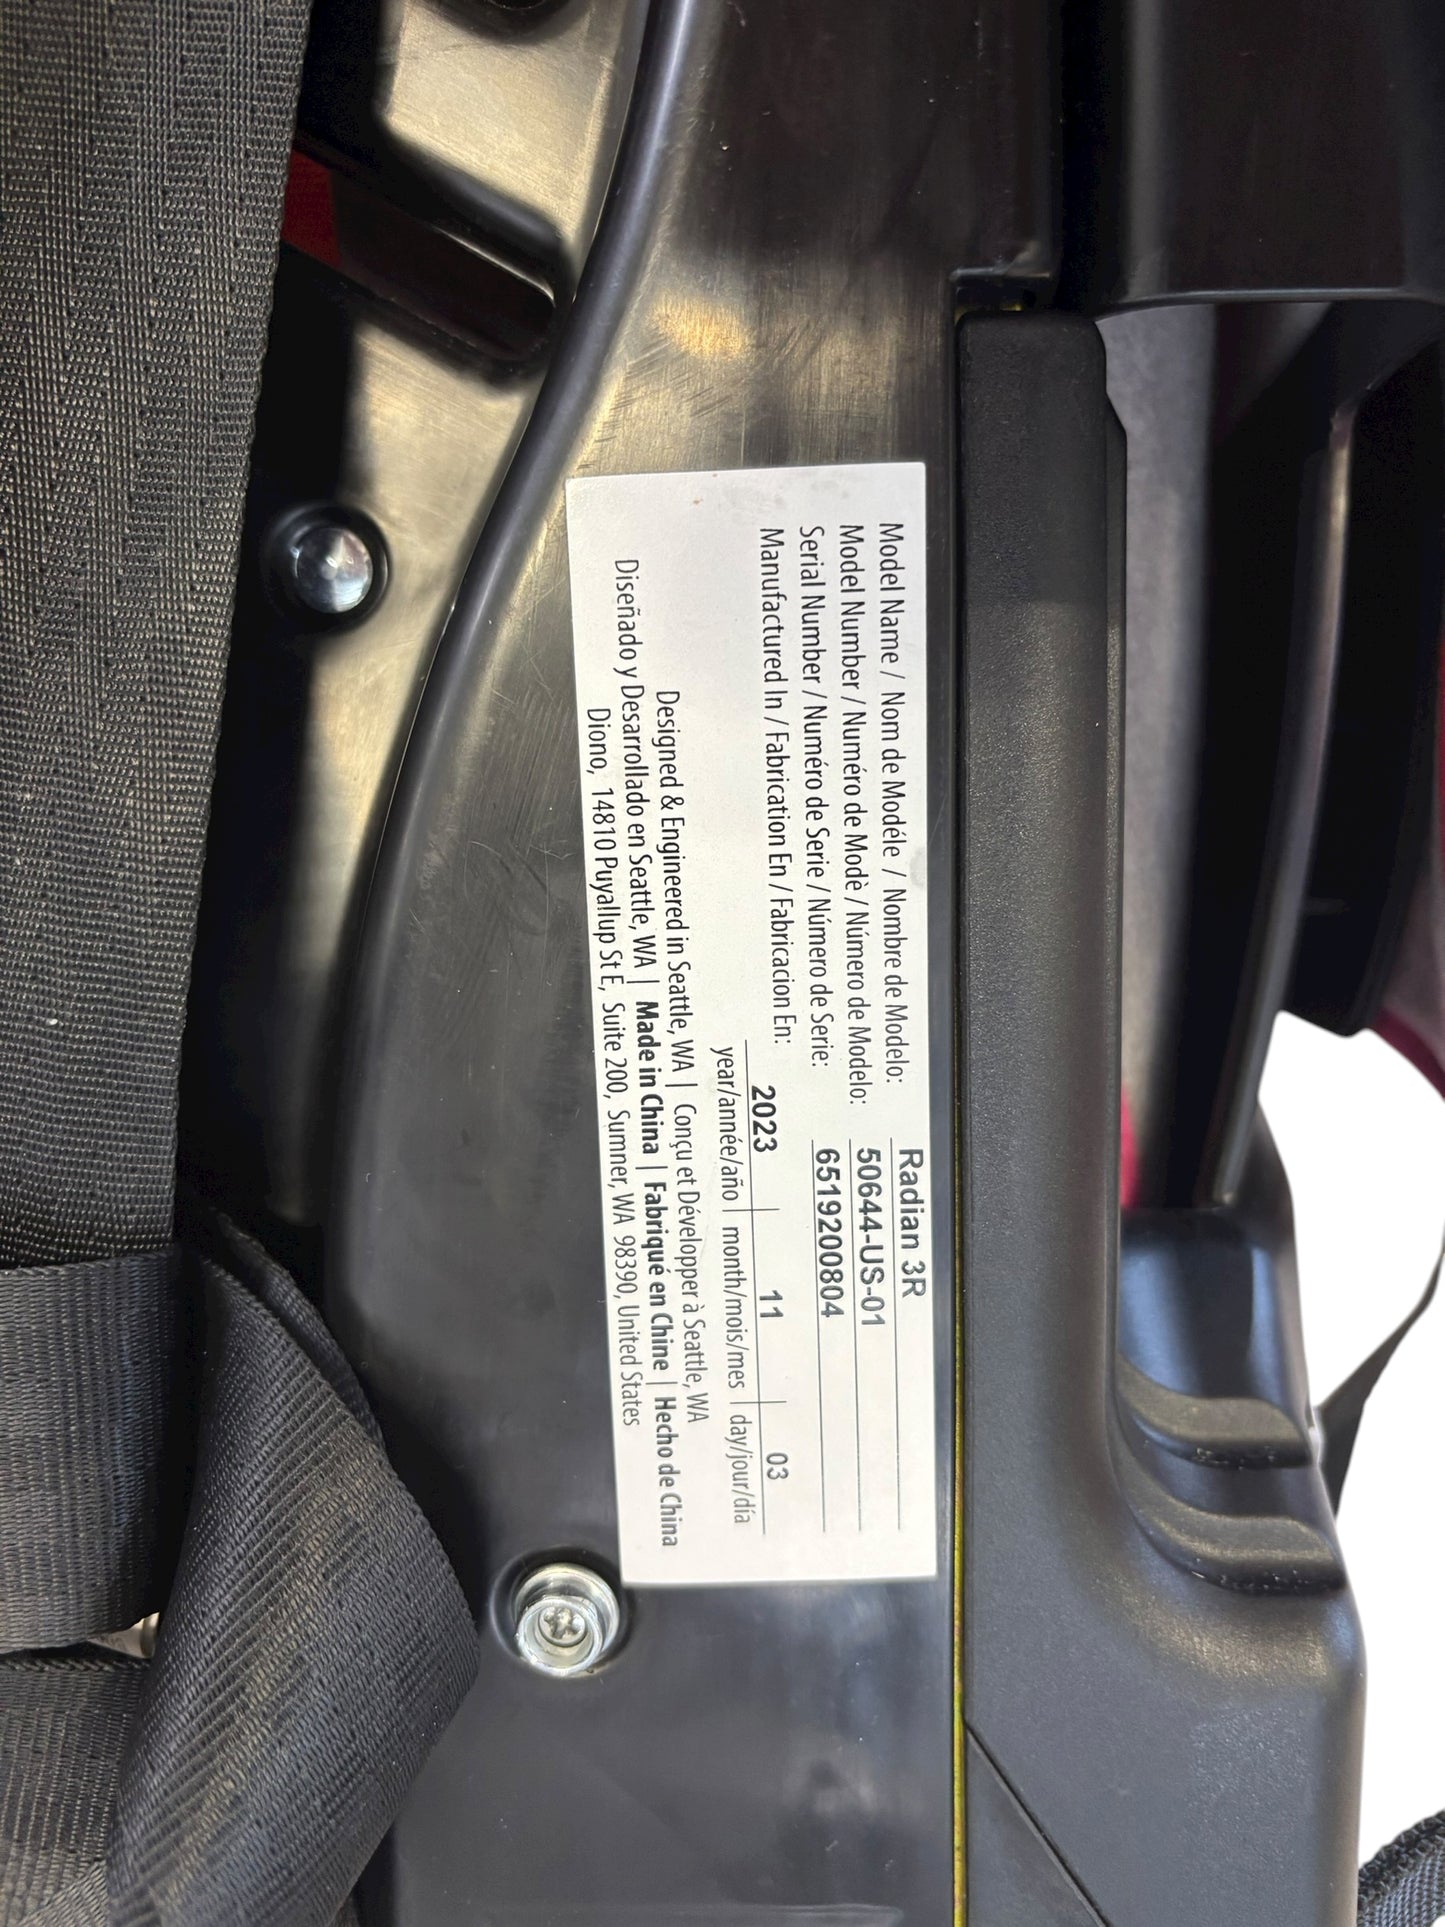 Model Name / Nom de Modéle / Nombre de Modelo: Radian 3R
Model Number / Numéro de Modè / Número de Modelo: 50644-US-01
Serial Number / Numéro de Serie / Número de Serie: 6519200804
Manufactured In / Fabrication En / Fabricacion En: 2023 | 11 | 03
year/année/año | month/mois/mes | day/jour/día
Designed & Engineered in Seattle, WA | Conçu et Développer à Seattle, WA
Diseñado y Desarrollado en Seattle, WA | Made in China | Fabriqué en Chine | Hecho de China
Diono, 14810 Puyallup St E, Suite 200, Sumner, WA 98390, United States